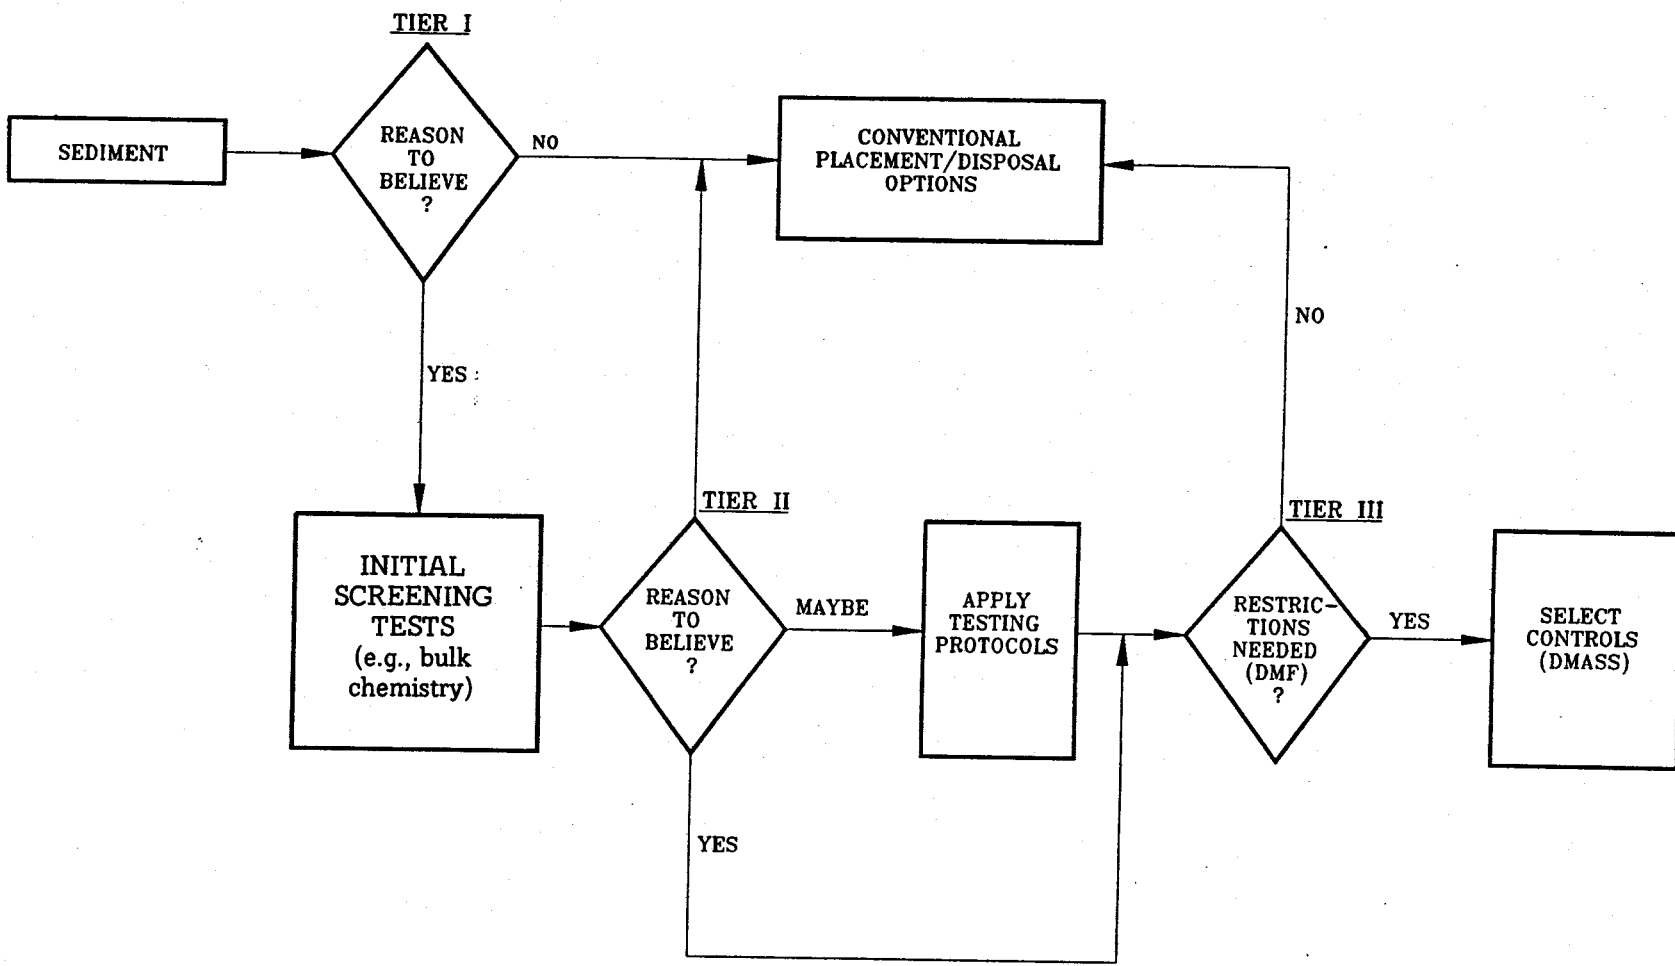 TIER I
SEDIMENT
REASON
TO
BELIEVE
?
NO
CONVENTIONAL
PLACEMENT/DISPOSAL
OPTIONS
YES
NO
INITIAL
SCREENING
TESTS
(e.g., bulk
chemistry)
TIER II
REASON
TO
BELIEVE
?
MAYBE
YES
APPLY
TESTING
PROTOCOLS
TIER III
RESTRIC-
TIONS
NEEDED
(DMF)
?
YES
SELECT
CONTROLS
(DMASS)